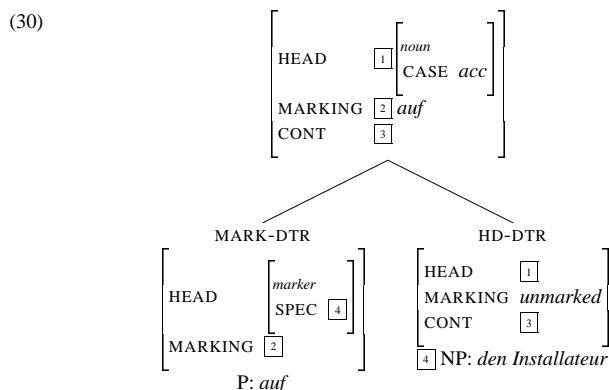 (30)
noun
HEAD 1 CASE acc
MARKING 2 auf
CONT 3
MARK-DTR HD-DTR
marker
HEAD SPEC 4
MARKING 2
P: auf
HEAD 1
MARKING unmarked
CONT 3
4 NP: den Installateur